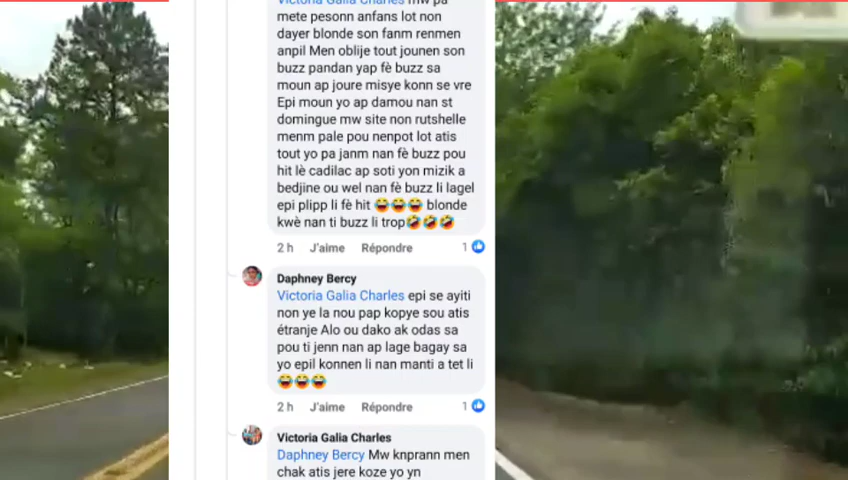 Victoria Galia Charles mw pa
mete pesonn anfans lot non
dayer blonde son fanm renmen
anpil Men oblije tout jounen son
buzz pandan yap fè buzz sa
moun ap joure misye konn se vre
Epi moun yo ap damou nan st
domingue mw site non rutshelle
menm pale pou nenpot lot atis
tout yo pa janm nan fè buzz pou
hit lè cadilac ap soti yon mizik a
bedjine ou wel nan fè buzz li lagel
epi plipp li fè hit 😂😂😂 blonde
kwè nan ti buzz li trop🤣🤣🤣
2 h J'aime Répondre 1
Daphney Bercy
Victoria Galia Charles epi se ayiti
non ye la nou pap kopye sou atis
étranje Alo ou dako ak odas sa
pou ti jenn nan ap lage bagay sa
yo epil konnen li nan manti a tet li
😂😂😂
2 h J'aime Répondre 1
Victoria Galia Charles
Daphney Bercy Mw knprann men
chak atis jere koze yo yn